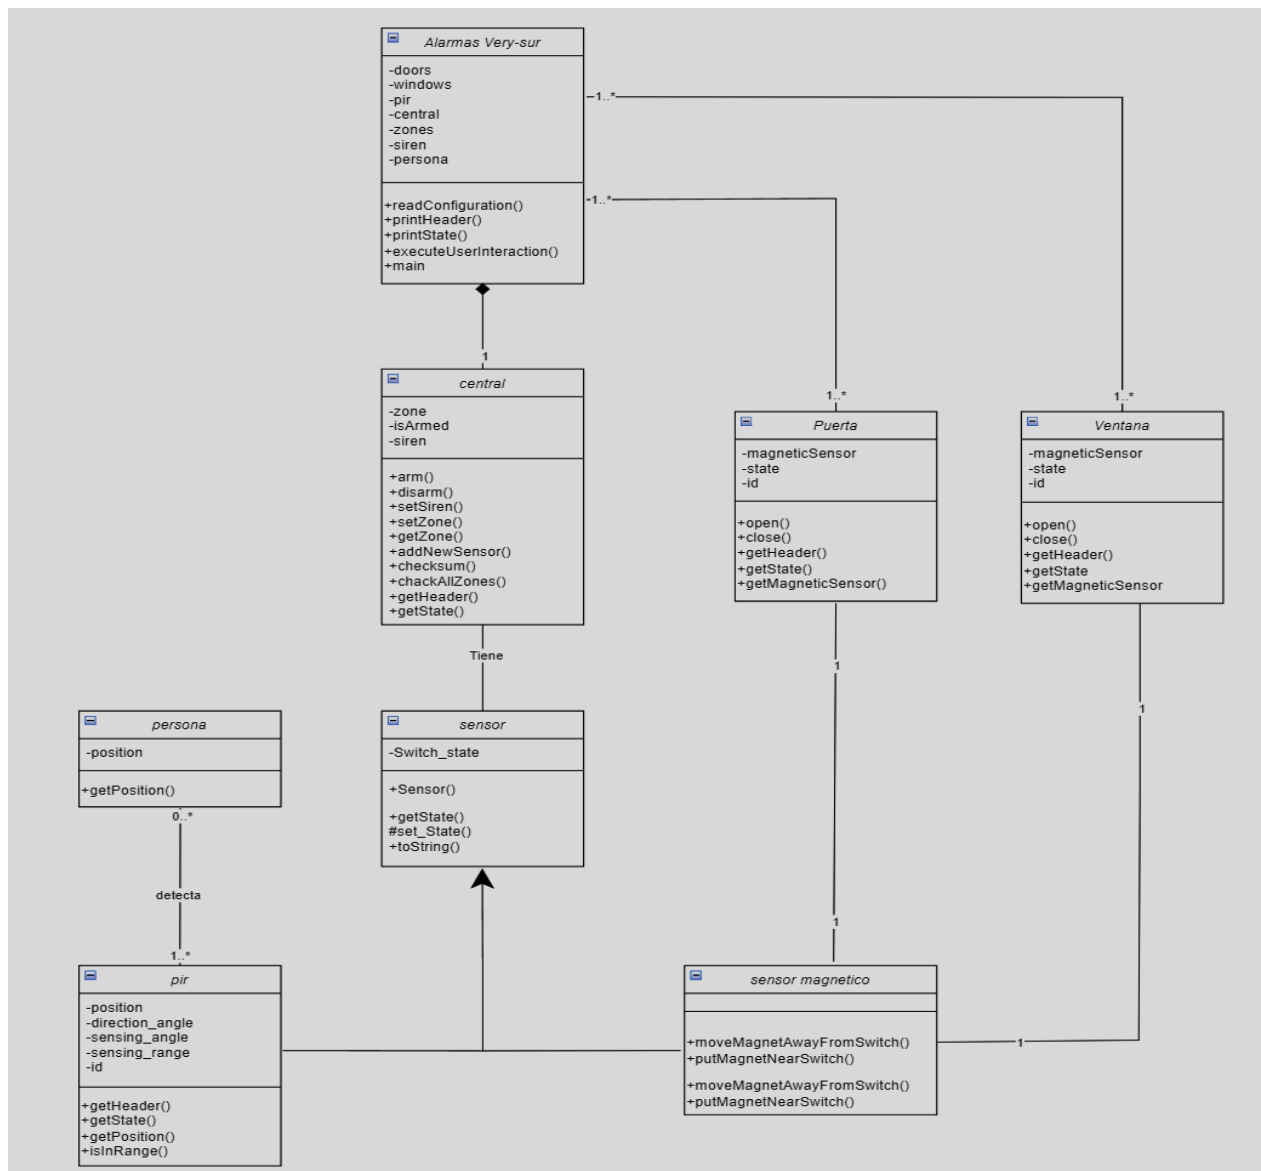 Alarmas Very-sur
-doors
-windows
-pir
-central
-zones
-siren
-persona
+readConfiguration()
+printHeader()
+printState()
+executeUserInteraction()
+main
-1..*
-1..*
1
central
-zone
-isArmed
-siren
+arm()
+disarm()
+setSiren()
+setZone()
+getZone()
+addNewSensor()
+checksum()
+chackAllZones()
+getHeader()
+getState()
1..*
Puerta
-magneticSensor
-state
-id
+open()
+close()
+getHeader()
+getState()
+getMagneticSensor()
1..*
Ventana
-magneticSensor
-state
-id
+open()
+close()
+getHeader()
+getState
+getMagneticSensor
Tiene
1
1
persona
-position
+getPosition()
0..*
detecta
1..*
sensor
-Switch_state
+Sensor()
+getState()
#set_State()
+toString()
1
pir
-position
-direction_angle
-sensing_angle
-sensing_range
-id
+getHeader()
+getState()
+getPosition()
+isInRange()
sensor magnetico
+moveMagnetAwayFromSwitch()
+putMagnetNearSwitch()
+moveMagnetAwayFromSwitch()
+putMagnetNearSwitch()
1